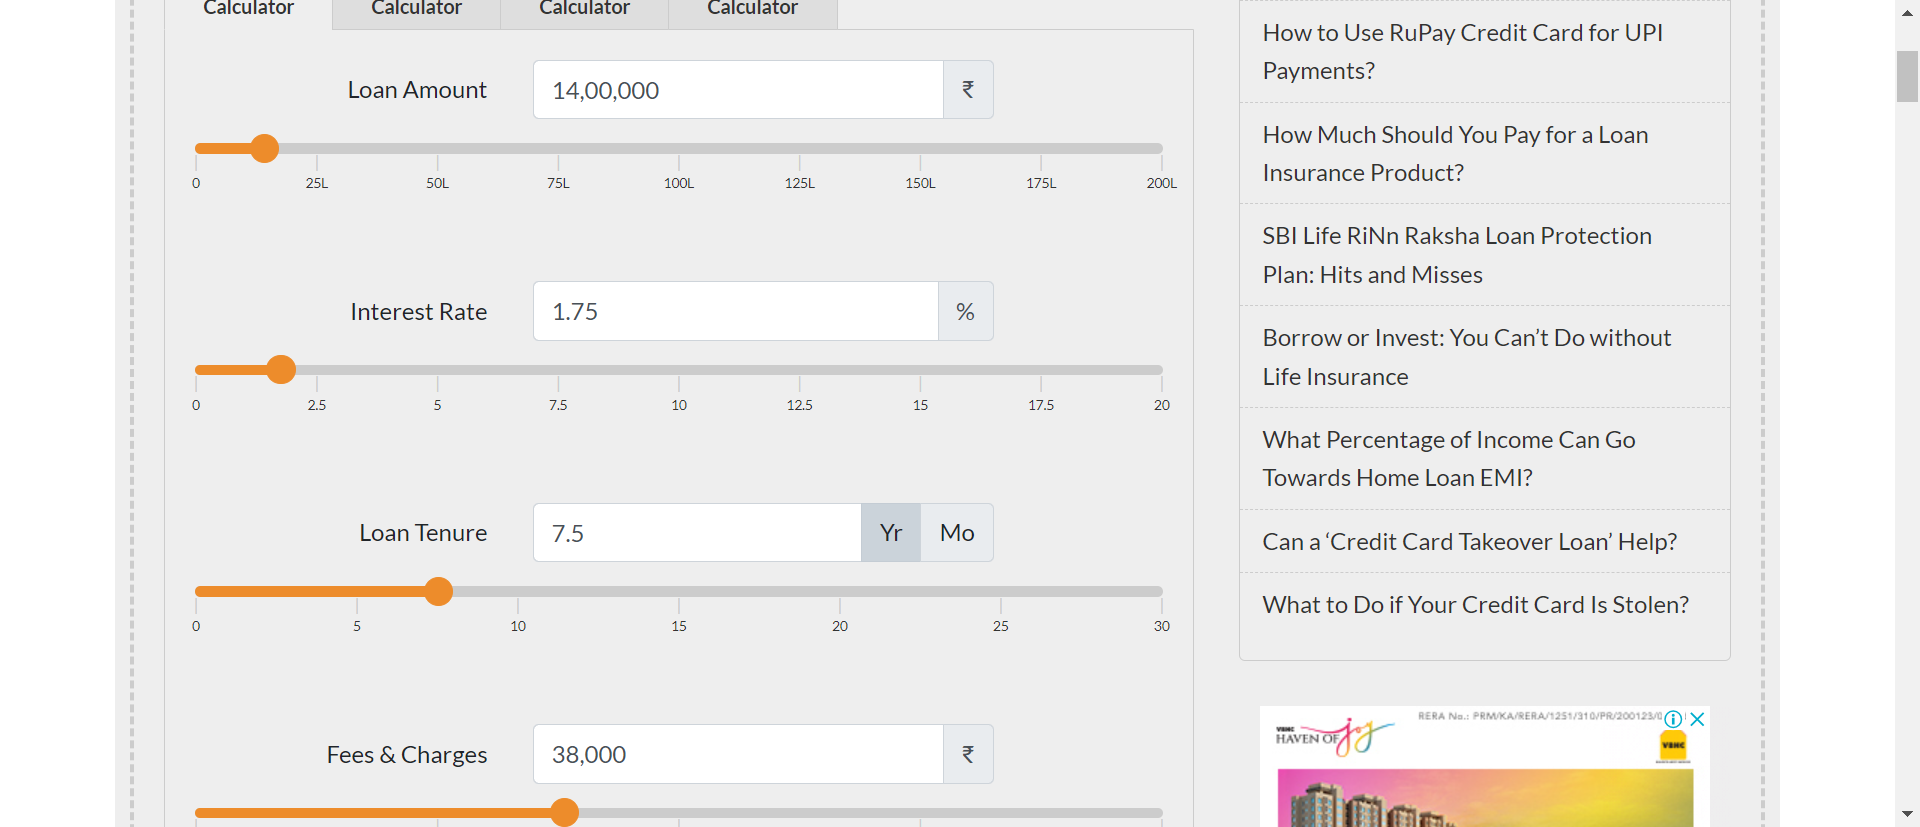 Calculator Calculator Calculator Calculator
Loan Amount 14,00,000 ₹
0 25L 50L 75L 100L 125L 150L 175L 200L
Interest Rate 1.75 %
0 2.5 5 7.5 10 12.5 15 17.5 20
Loan Tenure 7.5 Yr Mo
0 5 10 15 20 25 30
Fees & Charges 38,000 ₹
How to Use RuPay Credit Card for UPI
Payments?
How Much Should You Pay for a Loan
Insurance Product?
SBI Life RiNn Raksha Loan Protection
Plan: Hits and Misses
Borrow or Invest: You Can’t Do without
Life Insurance
What Percentage of Income Can Go
Towards Home Loan EMI?
Can a ‘Credit Card Takeover Loan’ Help?
What to Do if Your Credit Card Is Stolen?
RERA No.: PRM/KA/RERA/1251/310/PR/200123/
VBHC
HAVEN OF joy
VBHC